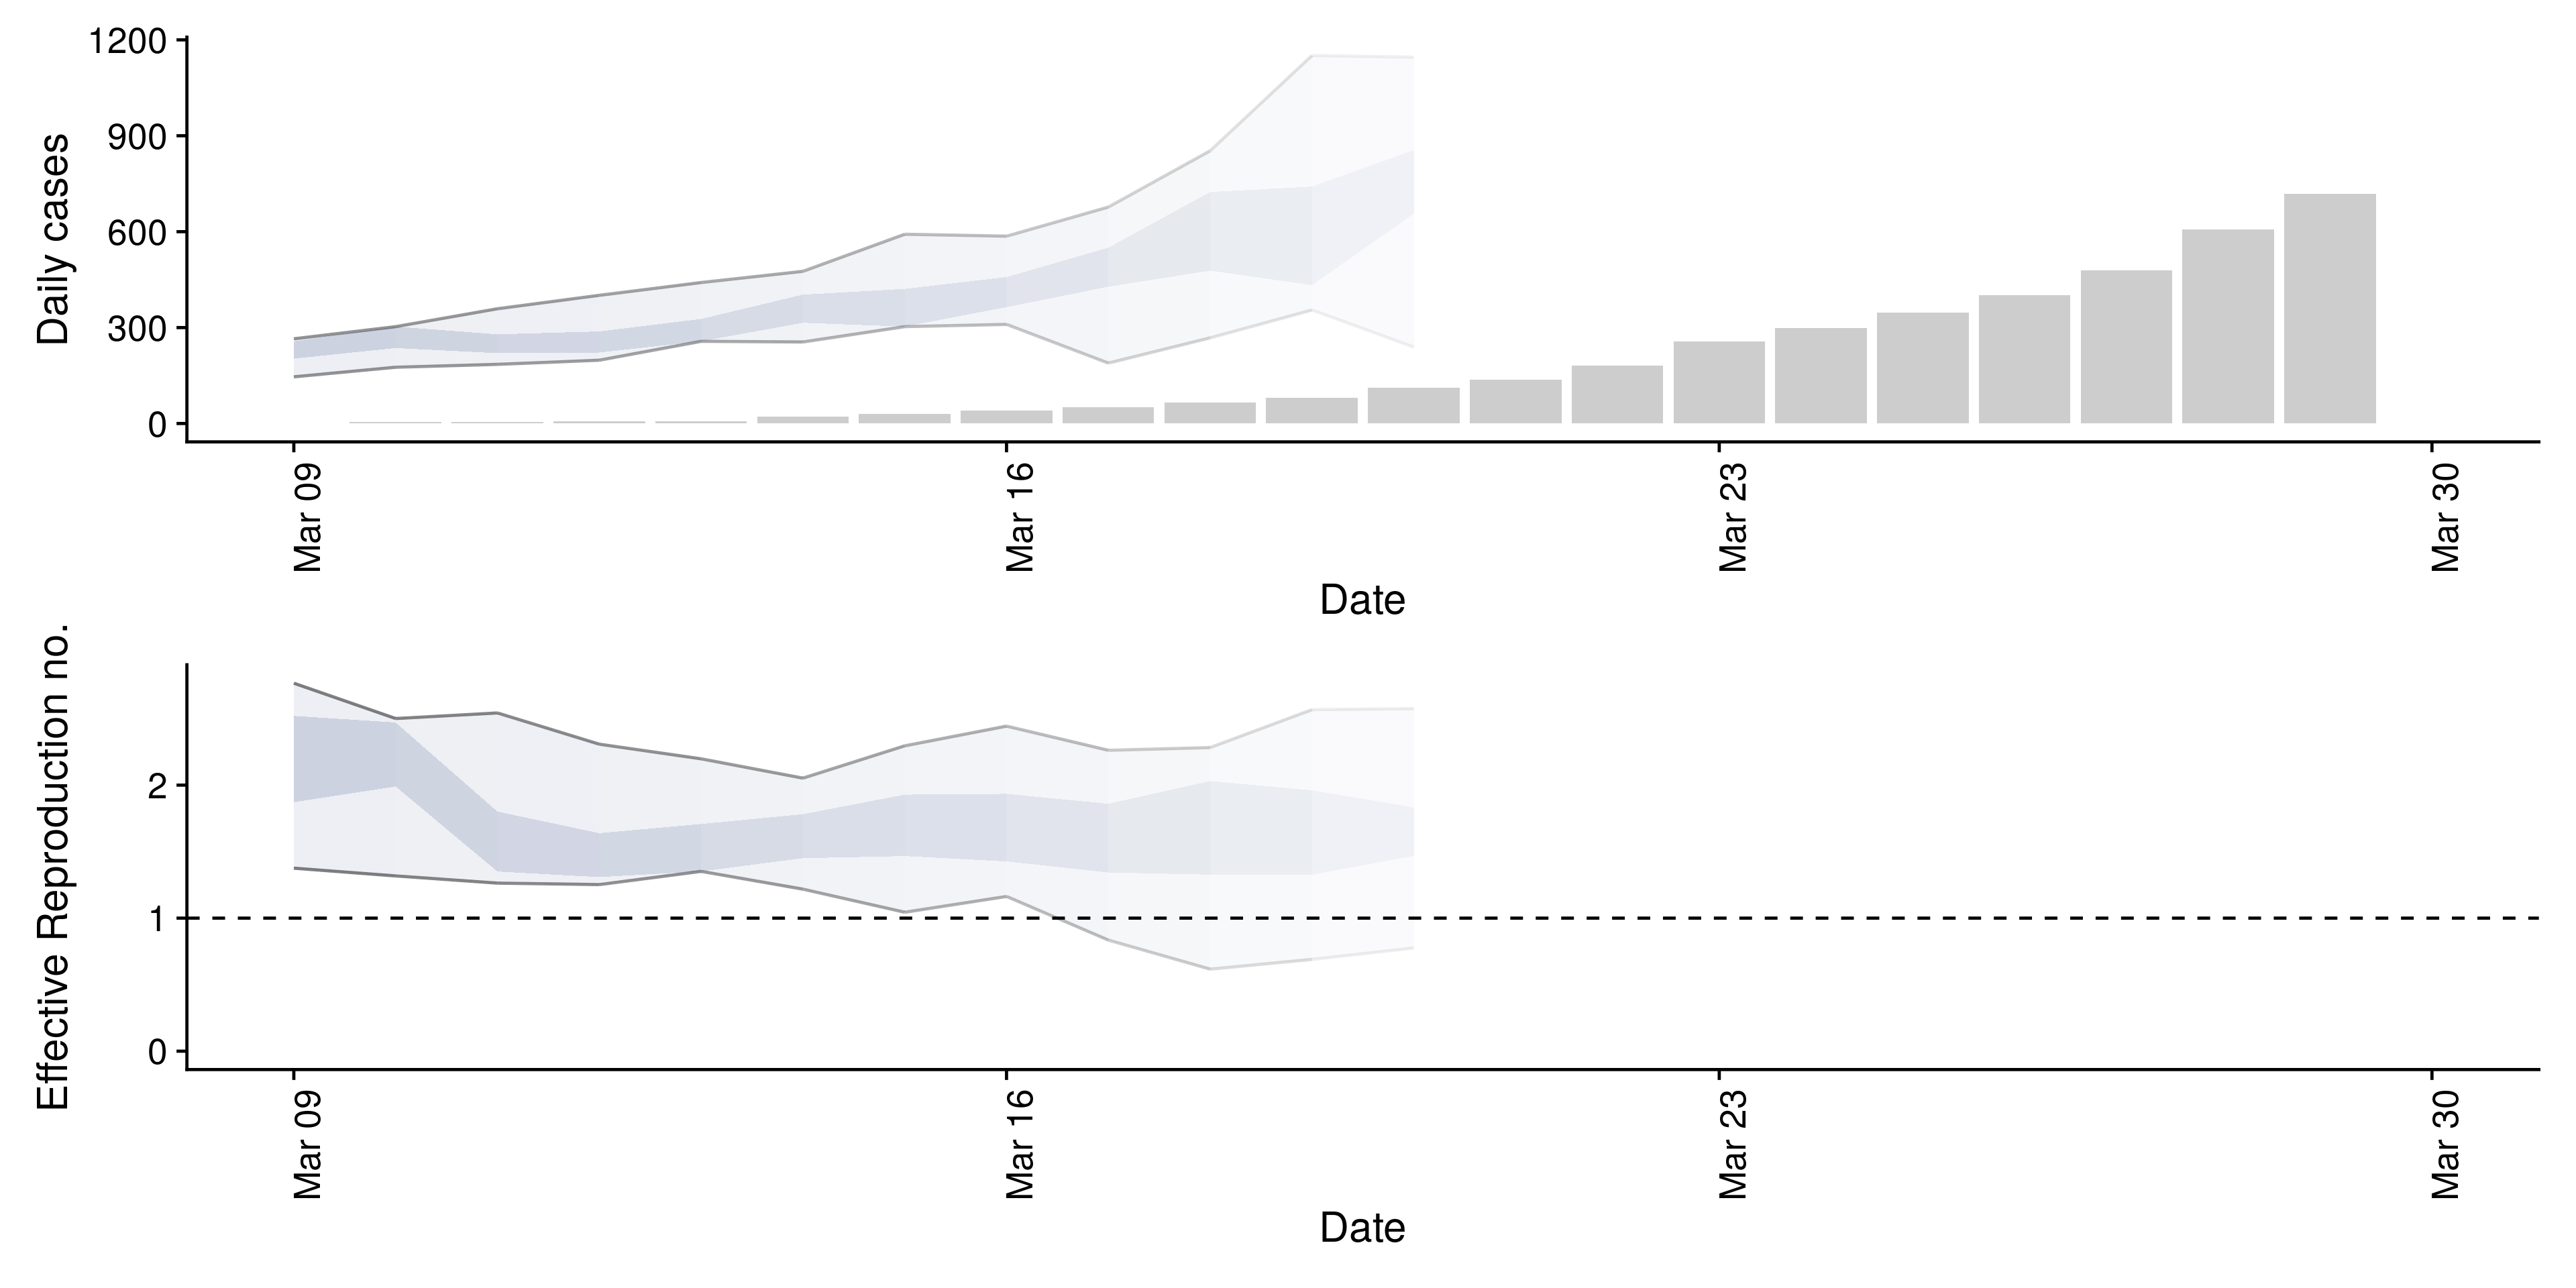 Daily cases
1200
900
600
300
0
Mar 09
Mar 16
Mar 23
Mar 30
Date
Effective Reproduction no.
2
1
0
Mar 09
Mar 16
Mar 23
Mar 30
Date